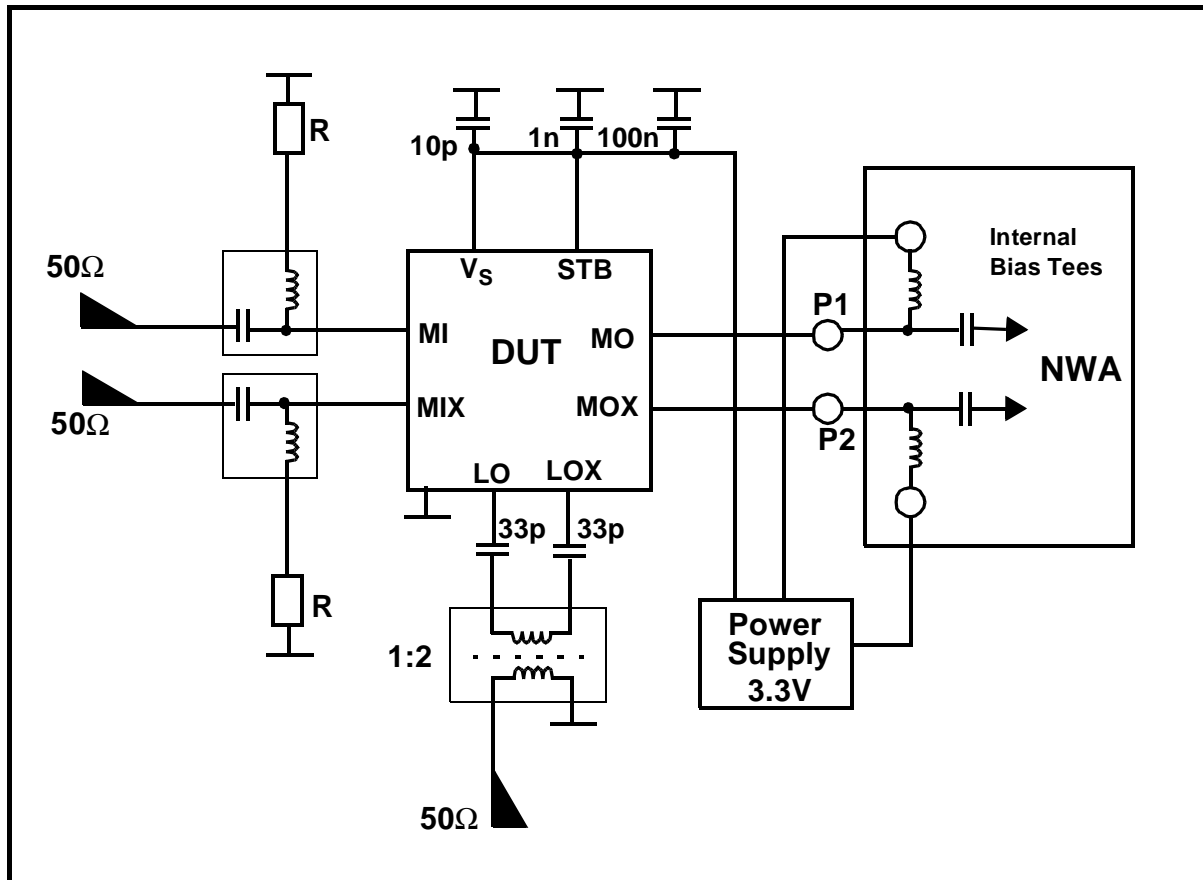 R
10p
1n
100n
50Ω
V_S
STB
Internal
Bias Tees
P1
MI
MO
DUT
NWA
50Ω
MIX
MOX
P2
LO
LOX
33p
33p
R
1:2
Power
Supply
3.3V
50Ω